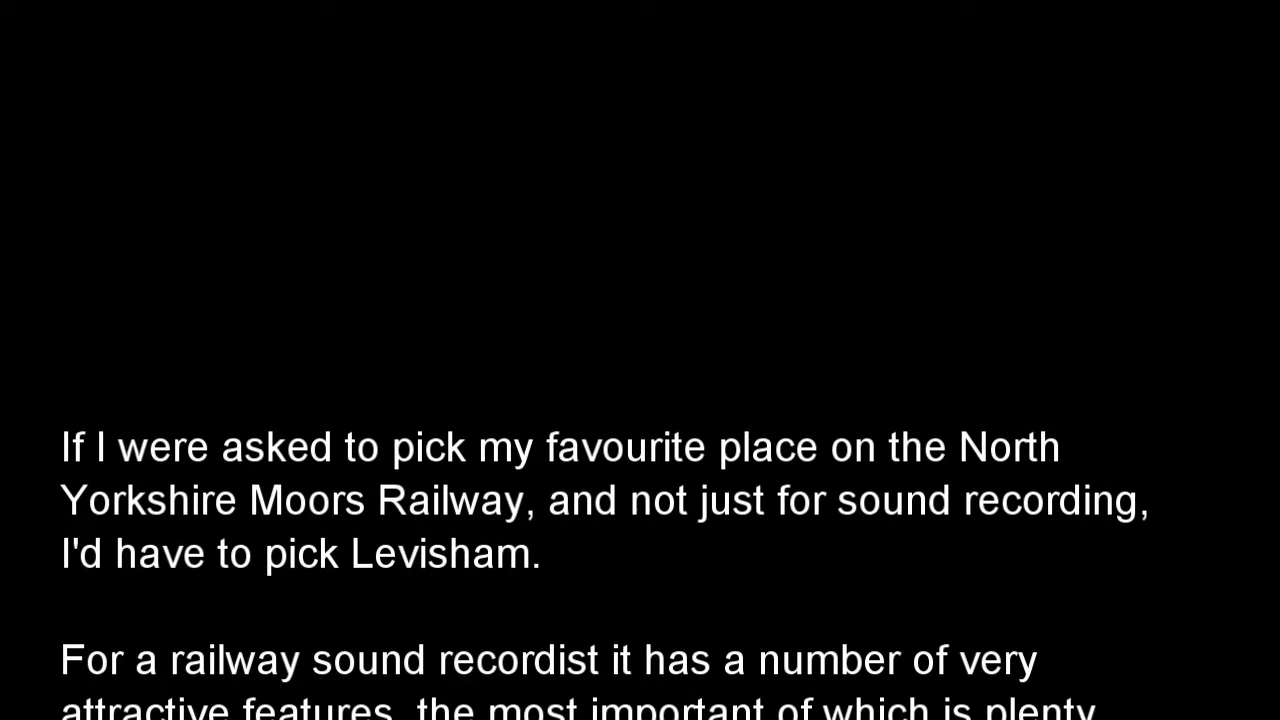 If I were asked to pick my favourite place on the North
Yorkshire Moors Railway, and not just for sound recording,
I'd have to pick Levisham.
For a railway sound recordist it has a number of very
attractive features, the most important of which is plenty